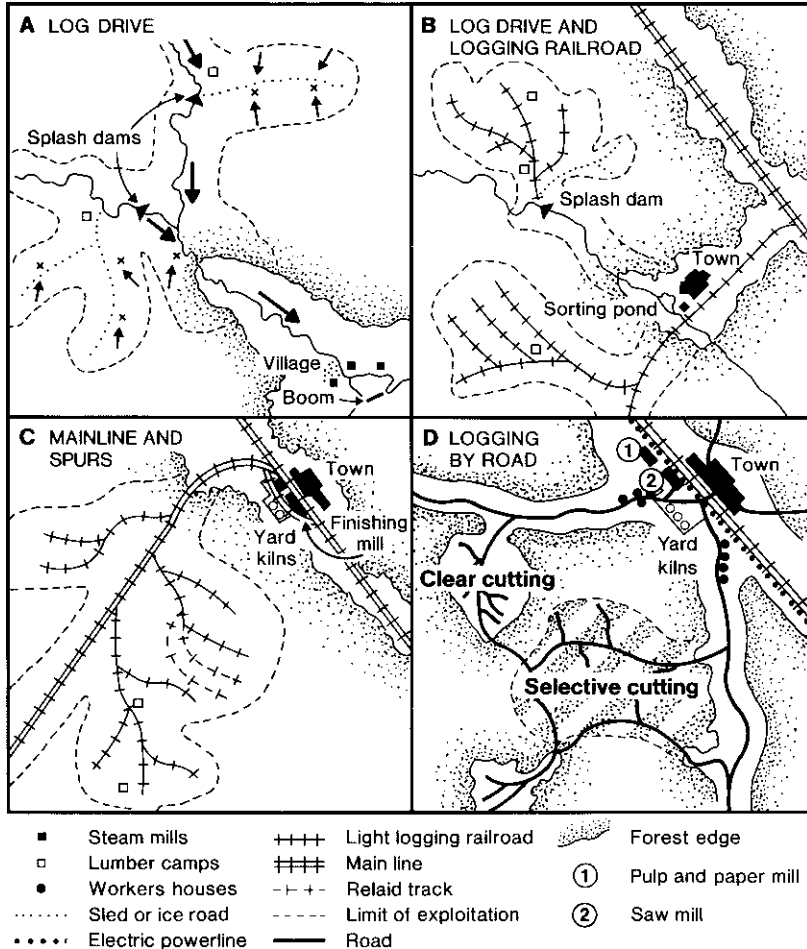 A LOG DRIVE
Splash dams
Village
Boom
B LOG DRIVE AND
LOGGING RAILROAD
Splash dam
Town
Sorting pond
C MAINLINE AND
SPURS
Town
Finishing
mill
Yard
kilns
D LOGGING
BY ROAD
1
2
Town
Yard
kilns
Clear cutting
Selective cutting
Steam mills
Lumber camps
Workers houses
Sled or ice road
Electric powerline
Light logging railroad
Main line
Relaid track
Limit of exploitation
Road
Forest edge
1 Pulp and paper mill
2 Saw mill